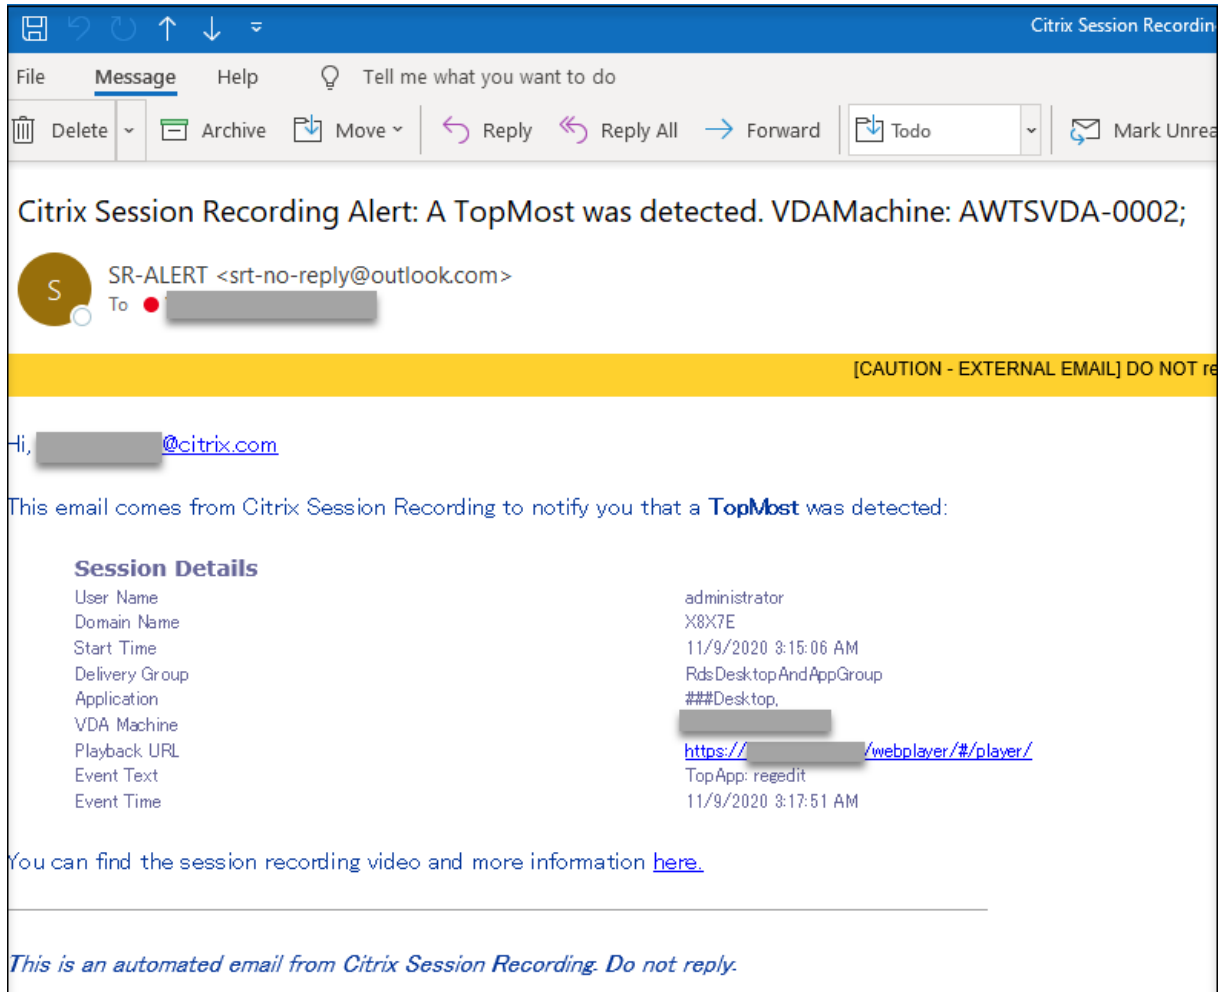 Citrix Session Recordin
File Message Help Tell me what you want to do
Delete Archive Move Reply Reply All Forward Todo Mark Unrea
Citrix Session Recording Alert: A TopMost was detected. VDAMachine: AWTSVDA-0002;
S
SR-ALERT <srt-no-reply@outlook.com>
To
[CAUTION - EXTERNAL EMAIL] DO NOT re
Hi, @citrix.com
This email comes from Citrix Session Recording to notify you that a TopMost was detected:
Session Details
User Name administrator
Domain Name X8X7E
Start Time 11/9/2020 3:15:06 AM
Delivery Group RdsDesktopAndAppGroup
Application ###Desktop,
VDA Machine
Playback URL https:// /webplayer/#/player/
Event Text TopApp: regedit
Event Time 11/9/2020 3:17:51 AM
You can find the session recording video and more information here.
This is an automated email from Citrix Session Recording. Do not reply.